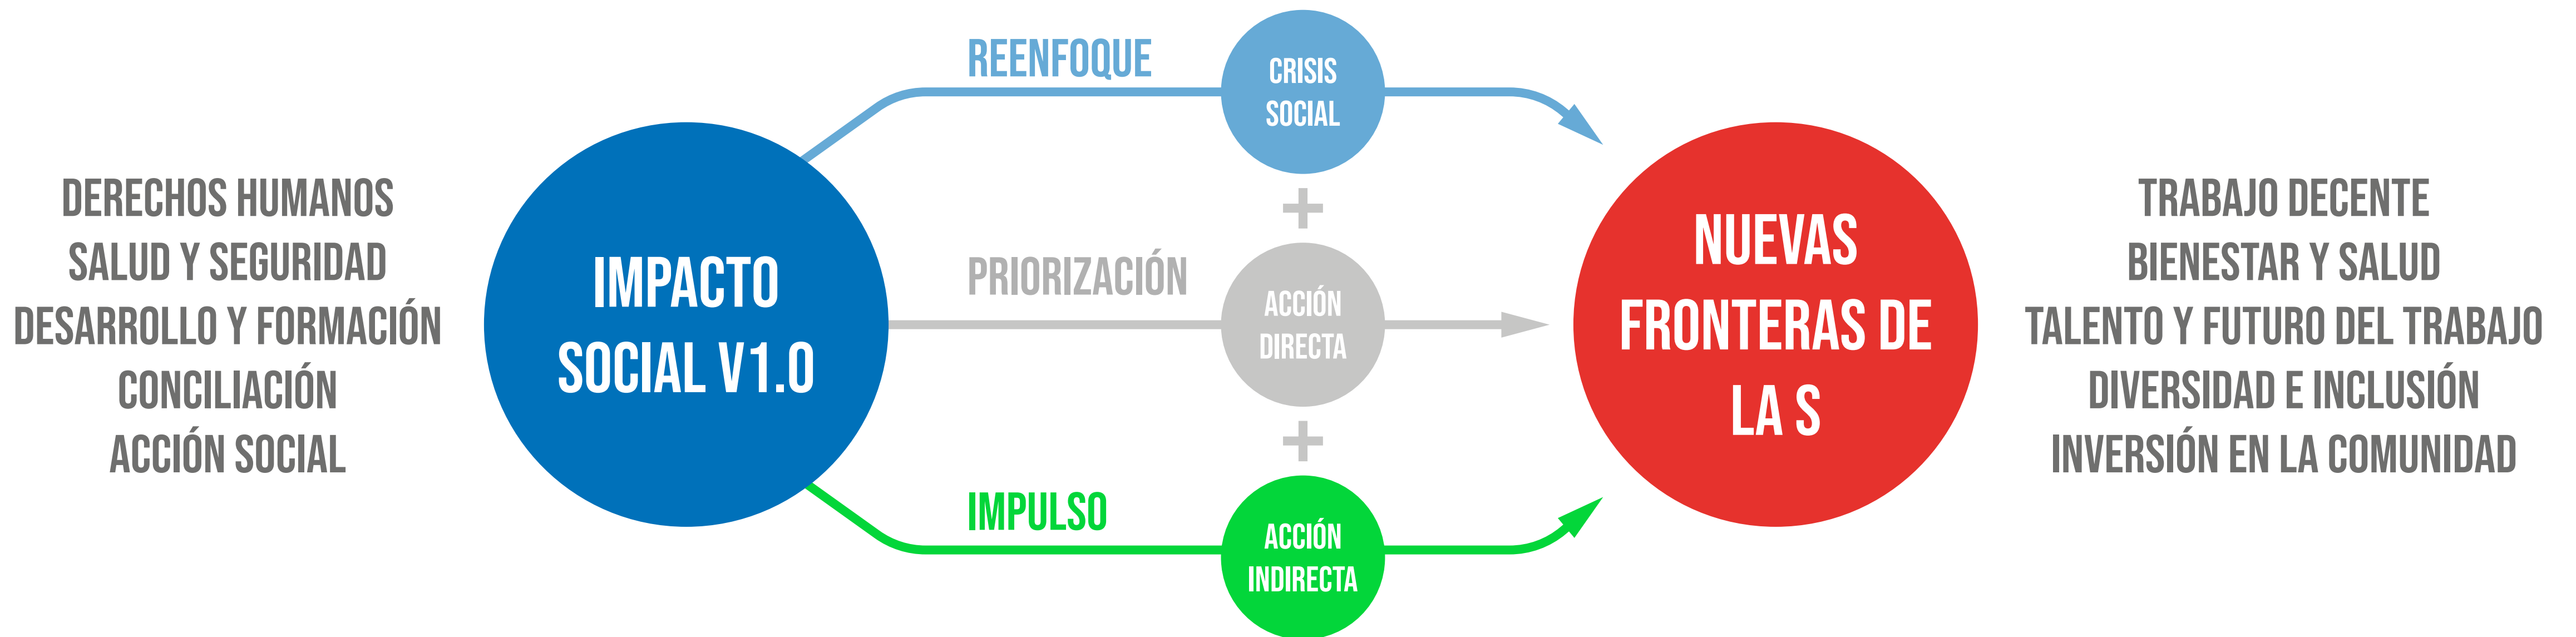 DERECHOS HUMANOS
SALUD Y SEGURIDAD
DESARROLLO Y FORMACIÓN
CONCILIACIÓN
ACCIÓN SOCIAL
IMPACTO
SOCIAL V1.0
REENFOQUE
CRISIS
SOCIAL
+
PRIORIZACIÓN
ACCIÓN
DIRECTA
+
IMPULSO
ACCIÓN
INDIRECTA
NUEVAS
FRONTERAS DE
LA S
TRABAJO DECENTE
BIENESTAR Y SALUD
TALENTO Y FUTURO DEL TRABAJO
DIVERSIDAD E INCLUSIÓN
INVERSIÓN EN LA COMUNIDAD